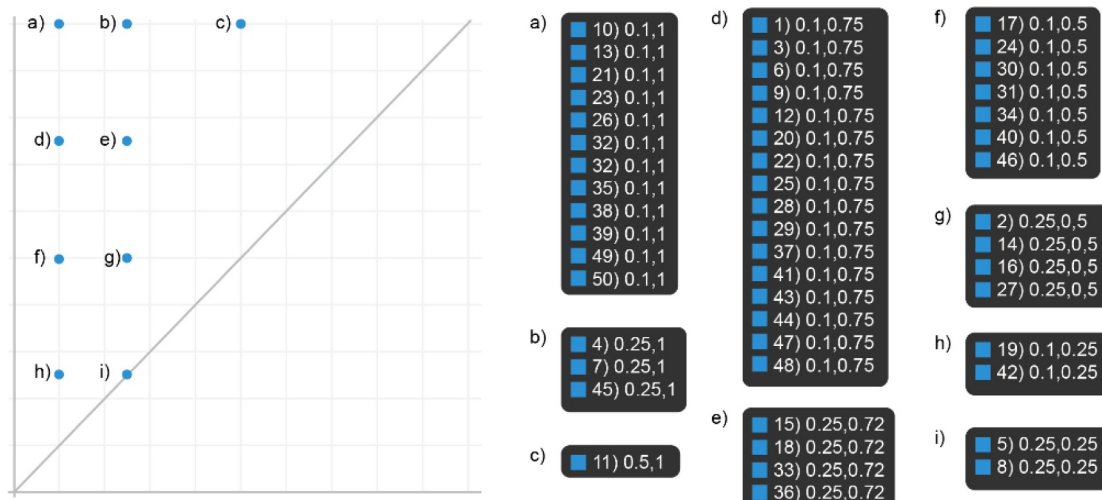 a)
b)
c)
d)
e)
f)
g)
h)
i)
a)
10) 0.1,1
13) 0.1,1
21) 0.1,1
23) 0.1,1
26) 0.1,1
32) 0.1,1
32) 0.1,1
35) 0.1,1
38) 0.1,1
39) 0.1,1
49) 0.1,1
50) 0.1,1
b)
4) 0.25,1
7) 0.25,1
45) 0.25,1
c)
11) 0.5,1
d)
1) 0.1,0.75
3) 0.1,0.75
6) 0.1,0.75
9) 0.1,0.75
12) 0.1,0.75
20) 0.1,0.75
22) 0.1,0.75
25) 0.1,0.75
28) 0.1,0.75
29) 0.1,0.75
37) 0.1,0.75
41) 0.1,0.75
43) 0.1,0.75
44) 0.1,0.75
47) 0.1,0.75
48) 0.1,0.75
e)
15) 0.25,0.72
18) 0.25,0.72
33) 0.25,0.72
36) 0.25,0.72
f)
17) 0.1,0.5
24) 0.1,0.5
30) 0.1,0.5
31) 0.1,0.5
34) 0.1,0.5
40) 0.1,0.5
46) 0.1,0.5
g)
2) 0.25,0,5
14) 0.25,0,5
16) 0.25,0,5
27) 0.25,0,5
h)
19) 0.1,0.25
42) 0.1,0.25
i)
5) 0.25,0.25
8) 0.25,0.25